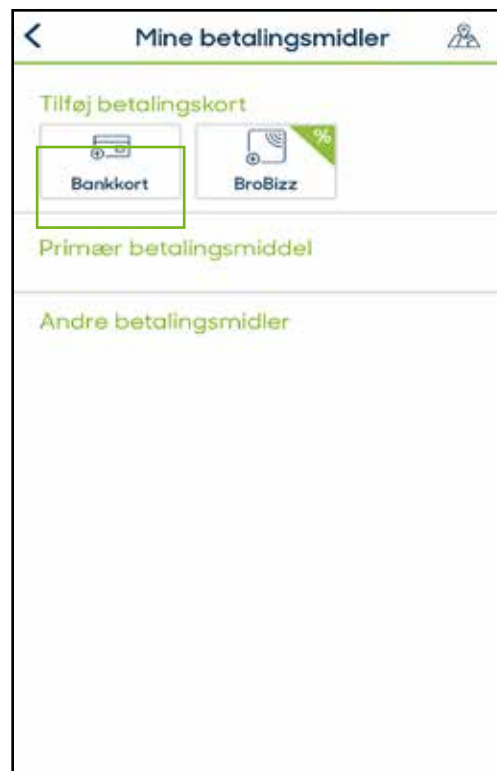 Mine betalingsmidler
Tilføj betalingskort
%
Bankkort
BroBizz
Primær betalingsmiddel
Andre betalingsmidler